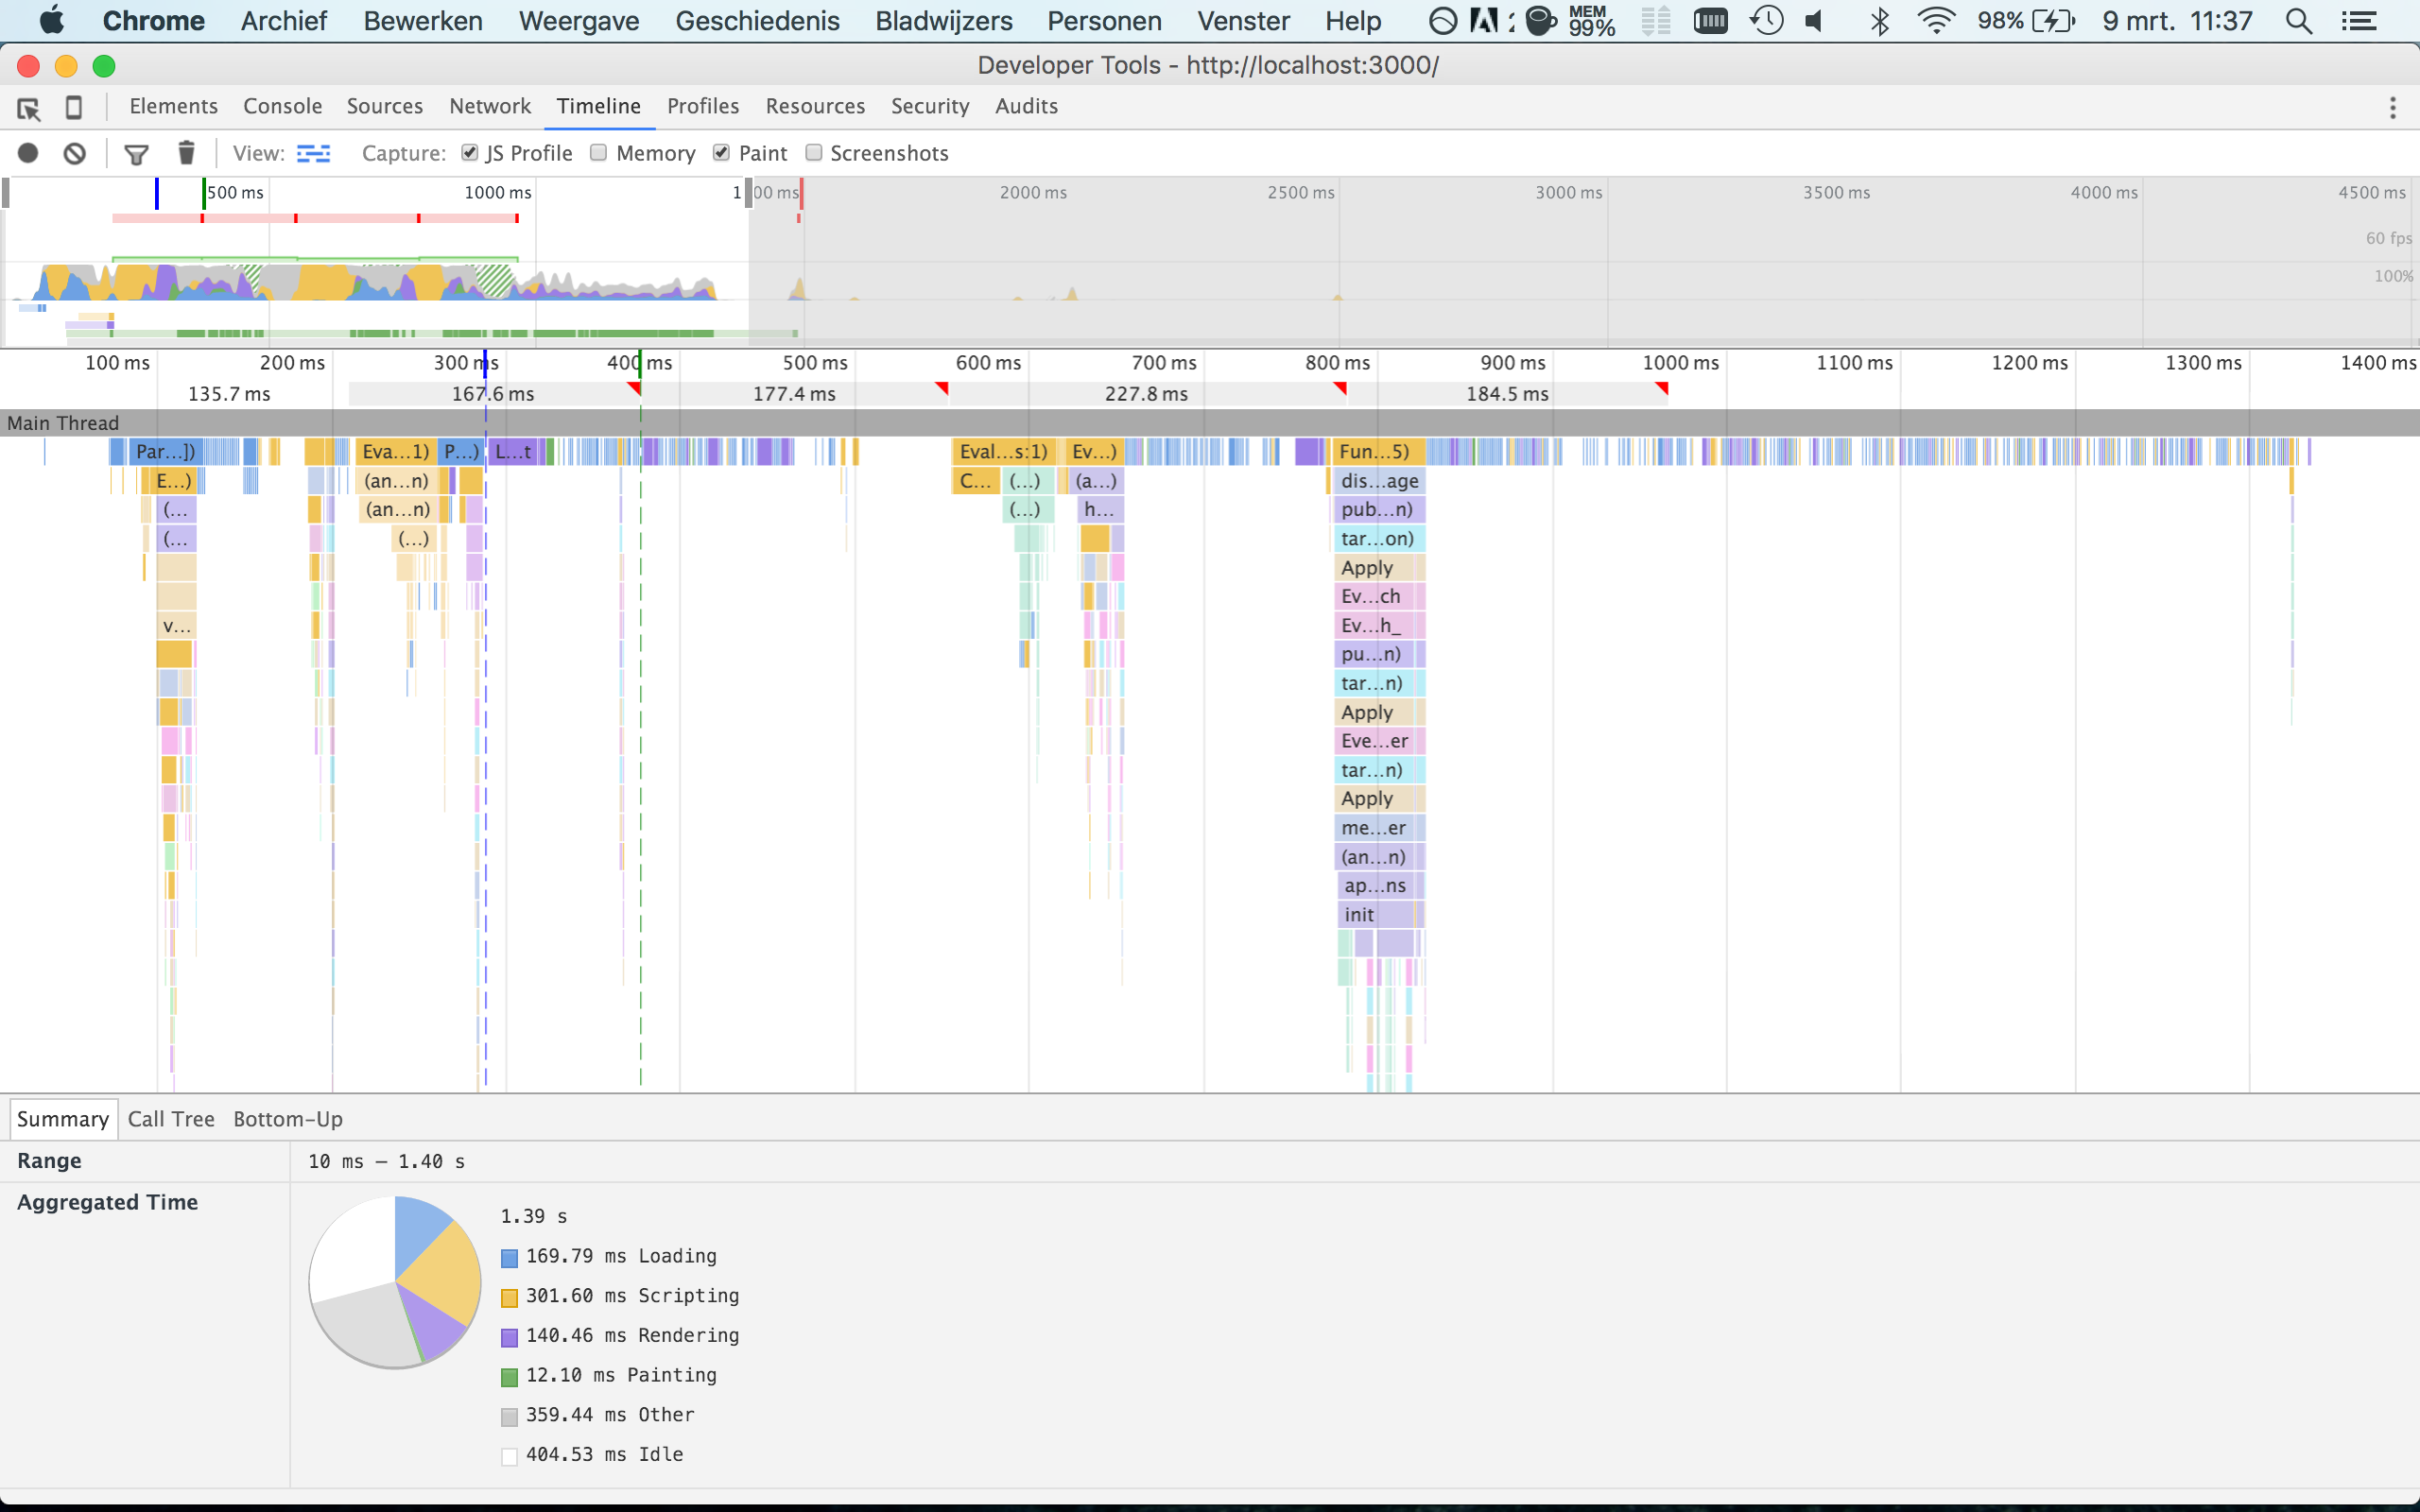 Chrome Archief Bewerken Weergave Geschiedenis Bladwijzers Personen Venster Help MEM 99% 98% 9 mrt. 11:37
Developer Tools - http://localhost:3000/
Elements Console Sources Network Timeline Profiles Resources Security Audits
View: Capture: JS Profile Memory Paint Screenshots
500 ms 1000 ms 1 00 ms 2000 ms 2500 ms 3000 ms 3500 ms 4000 ms 4500 ms
60 fps
100%
100 ms 200 ms 300 ms 400 ms 500 ms 600 ms 700 ms 800 ms 900 ms 1000 ms 1100 ms 1200 ms 1300 ms 1400 ms
135.7 ms 167.6 ms 177.4 ms 227.8 ms 184.5 ms
Main Thread
Par...]) Eva...1) P...) L...t Eval...s:1) Ev...) Fun...5)
E...) (an...n) C... (...) (a...) dis...age
(... (an...n) (...) h... pub...n)
(... (...) tar...on)
Apply
Ev...ch
v... Ev...h_
pu...n)
tar...n)
Apply
Eve...er
tar...n)
Apply
me...er
(an...n)
ap...ns
init
Summary Call Tree Bottom-Up
Range 10 ms – 1.40 s
Aggregated Time
1.39 s
169.79 ms Loading
301.60 ms Scripting
140.46 ms Rendering
12.10 ms Painting
359.44 ms Other
404.53 ms Idle